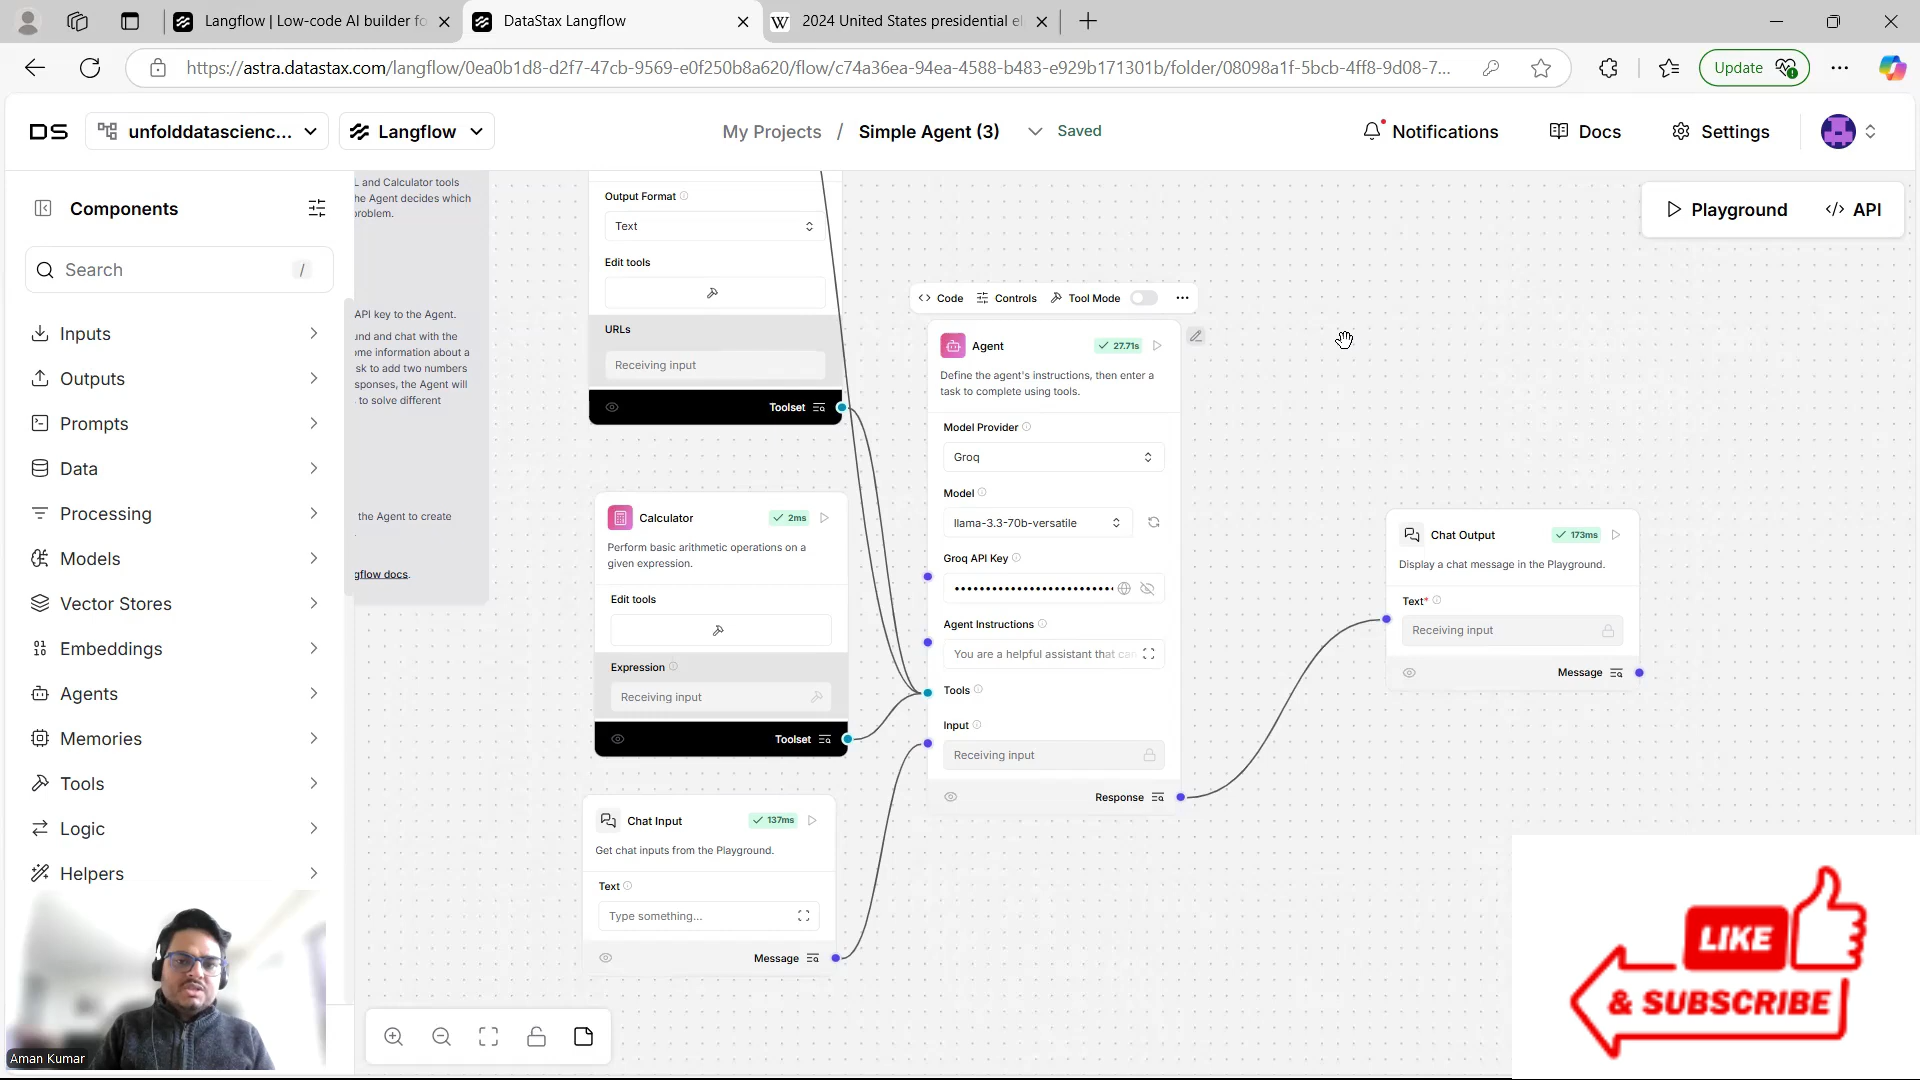 Langflow | Low-code AI builder fo
DataStax Langflow
W
2024 United States presidential el
https://astra.datastax.com/langflow/0ea0b1d8-d2f7-47cb-9569-e0f250b8a620/flow/c74a36ea-94ea-4588-b483-e929b171301b/folder/08098a1f-5bcb-4ff8-9d08-7...
Update
DS
unfolddatascienc...
Langflow
My Projects / Simple Agent (3)
Saved
Notifications
Docs
Settings
Components
Search
/
Inputs
Outputs
Prompts
Data
Processing
Models
Vector Stores
Embeddings
Agents
Memories
Tools
Logic
Helpers
L and Calculator tools
he Agent decides which
roblem.
API key to the Agent.
und and chat with the
ome information about a
sk to add two numbers
sponses, the Agent will
to solve different
the Agent to create
gflow docs.
Output Format
Text
Edit tools
URLs
Receiving input
Toolset
Calculator
2ms
Perform basic arithmetic operations on a
given expression.
Edit tools
Expression
Receiving input
Toolset
Chat Input
137ms
Get chat inputs from the Playground.
Text
Type something...
Message
Code
Controls
Tool Mode
Agent
27.71s
Define the agent's instructions, then enter a
task to complete using tools.
Model Provider
Groq
Model
llama-3.3-70b-versatile
Groq API Key
Agent Instructions
You are a helpful assistant that can
Tools
Input
Receiving input
Response
Playground
API
Chat Output
173ms
Display a chat message in the Playground.
Text*
Receiving input
Message
LIKE
& SUBSCRIBE
Aman Kumar